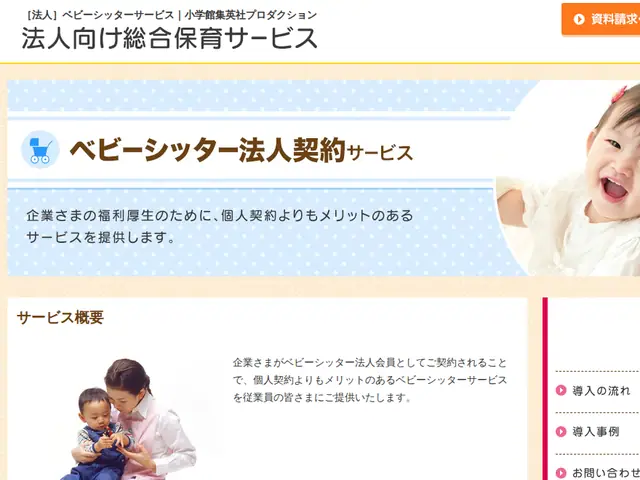 ［法人］ベビーシッターサービス｜小学館集英社プロダクション
法人向け総合保育サービス
資料請求
ベビーシッター法人契約サービス
企業さまの福利厚生のために、個人契約よりもメリットのある
サービスを提供します。
サービス概要
企業さまがベビーシッター法人会員としてご契約されること
で、個人契約よりもメリットのあるベビーシッターサービス
を従業員の皆さまにご提供いたします。
導入の流れ
導入事例
お問い合わせ